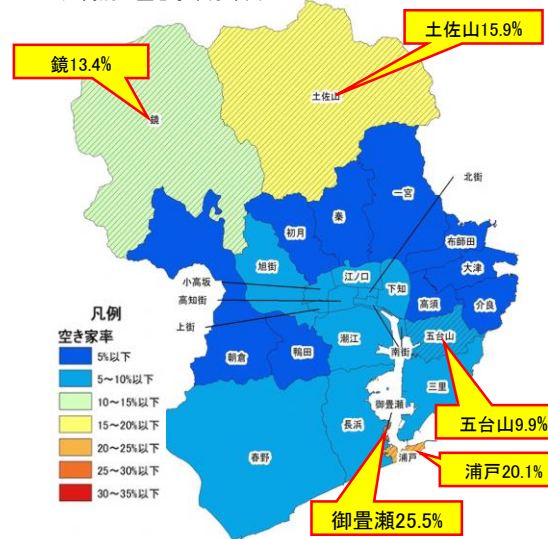 土佐山15.9%
鏡13.4%
土佐山
鏡
北街
一宮
秦
初月
布師田
旭街
江ノ口
大津
小高坂
下知
高知街
高須
介良
凡例
上街
五台山
空き家率
潮江
南街
5%以下
朝倉
鴨田
三里
5~10%以下
10~15%以下
御畳瀬
15~20%以下
長浜
五台山9.9%
20~25%以下
春野
浦戸
25~30%以下
浦戸20.1%
30~35%以下
御畳瀬25.5%